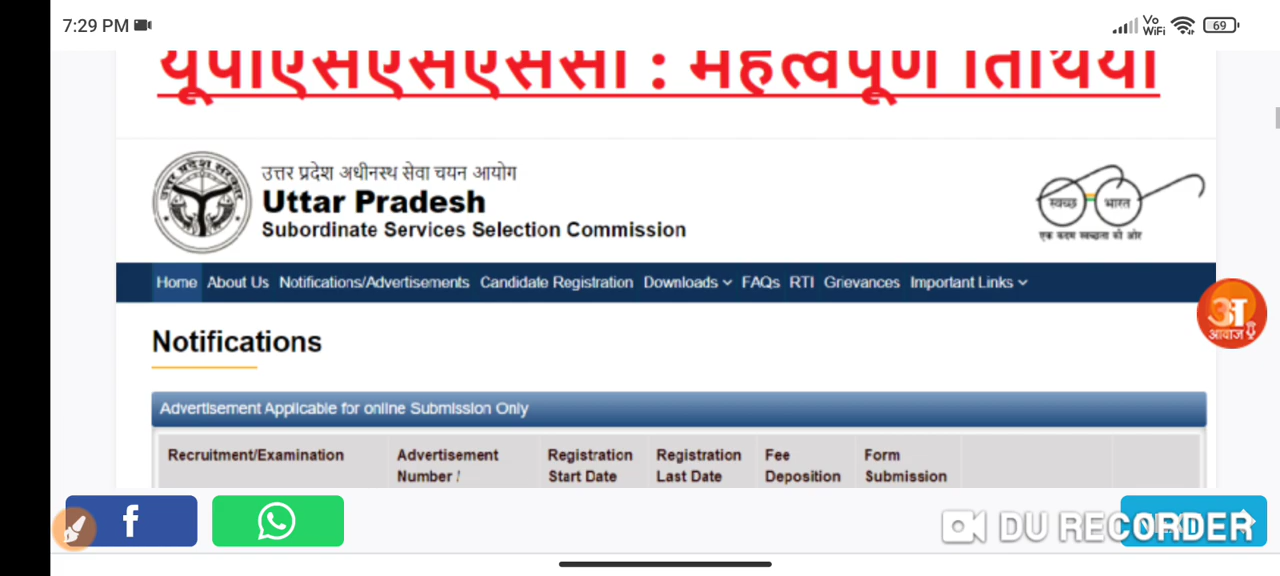 7:29 PM
Vo
WiFi
69
यूपीएसएसएससी : महत्वपूर्ण तिथियां
उत्तर प्रदेश अधीनस्थ सेवा चयन आयोग
Uttar Pradesh
Subordinate Services Selection Commission
स्वच्छ भारत
एक कदम स्वच्छता की ओर
Home About Us Notifications/Advertisements Candidate Registration Downloads FAQs RTI Grievances Important Links
अ
आवाज
Notifications
Advertisement Applicable for online Submission Only
Recruitment/Examination Advertisement Registration Registration Fee Form
Number / Start Date Last Date Deposition Submission
f
DU RECORDER